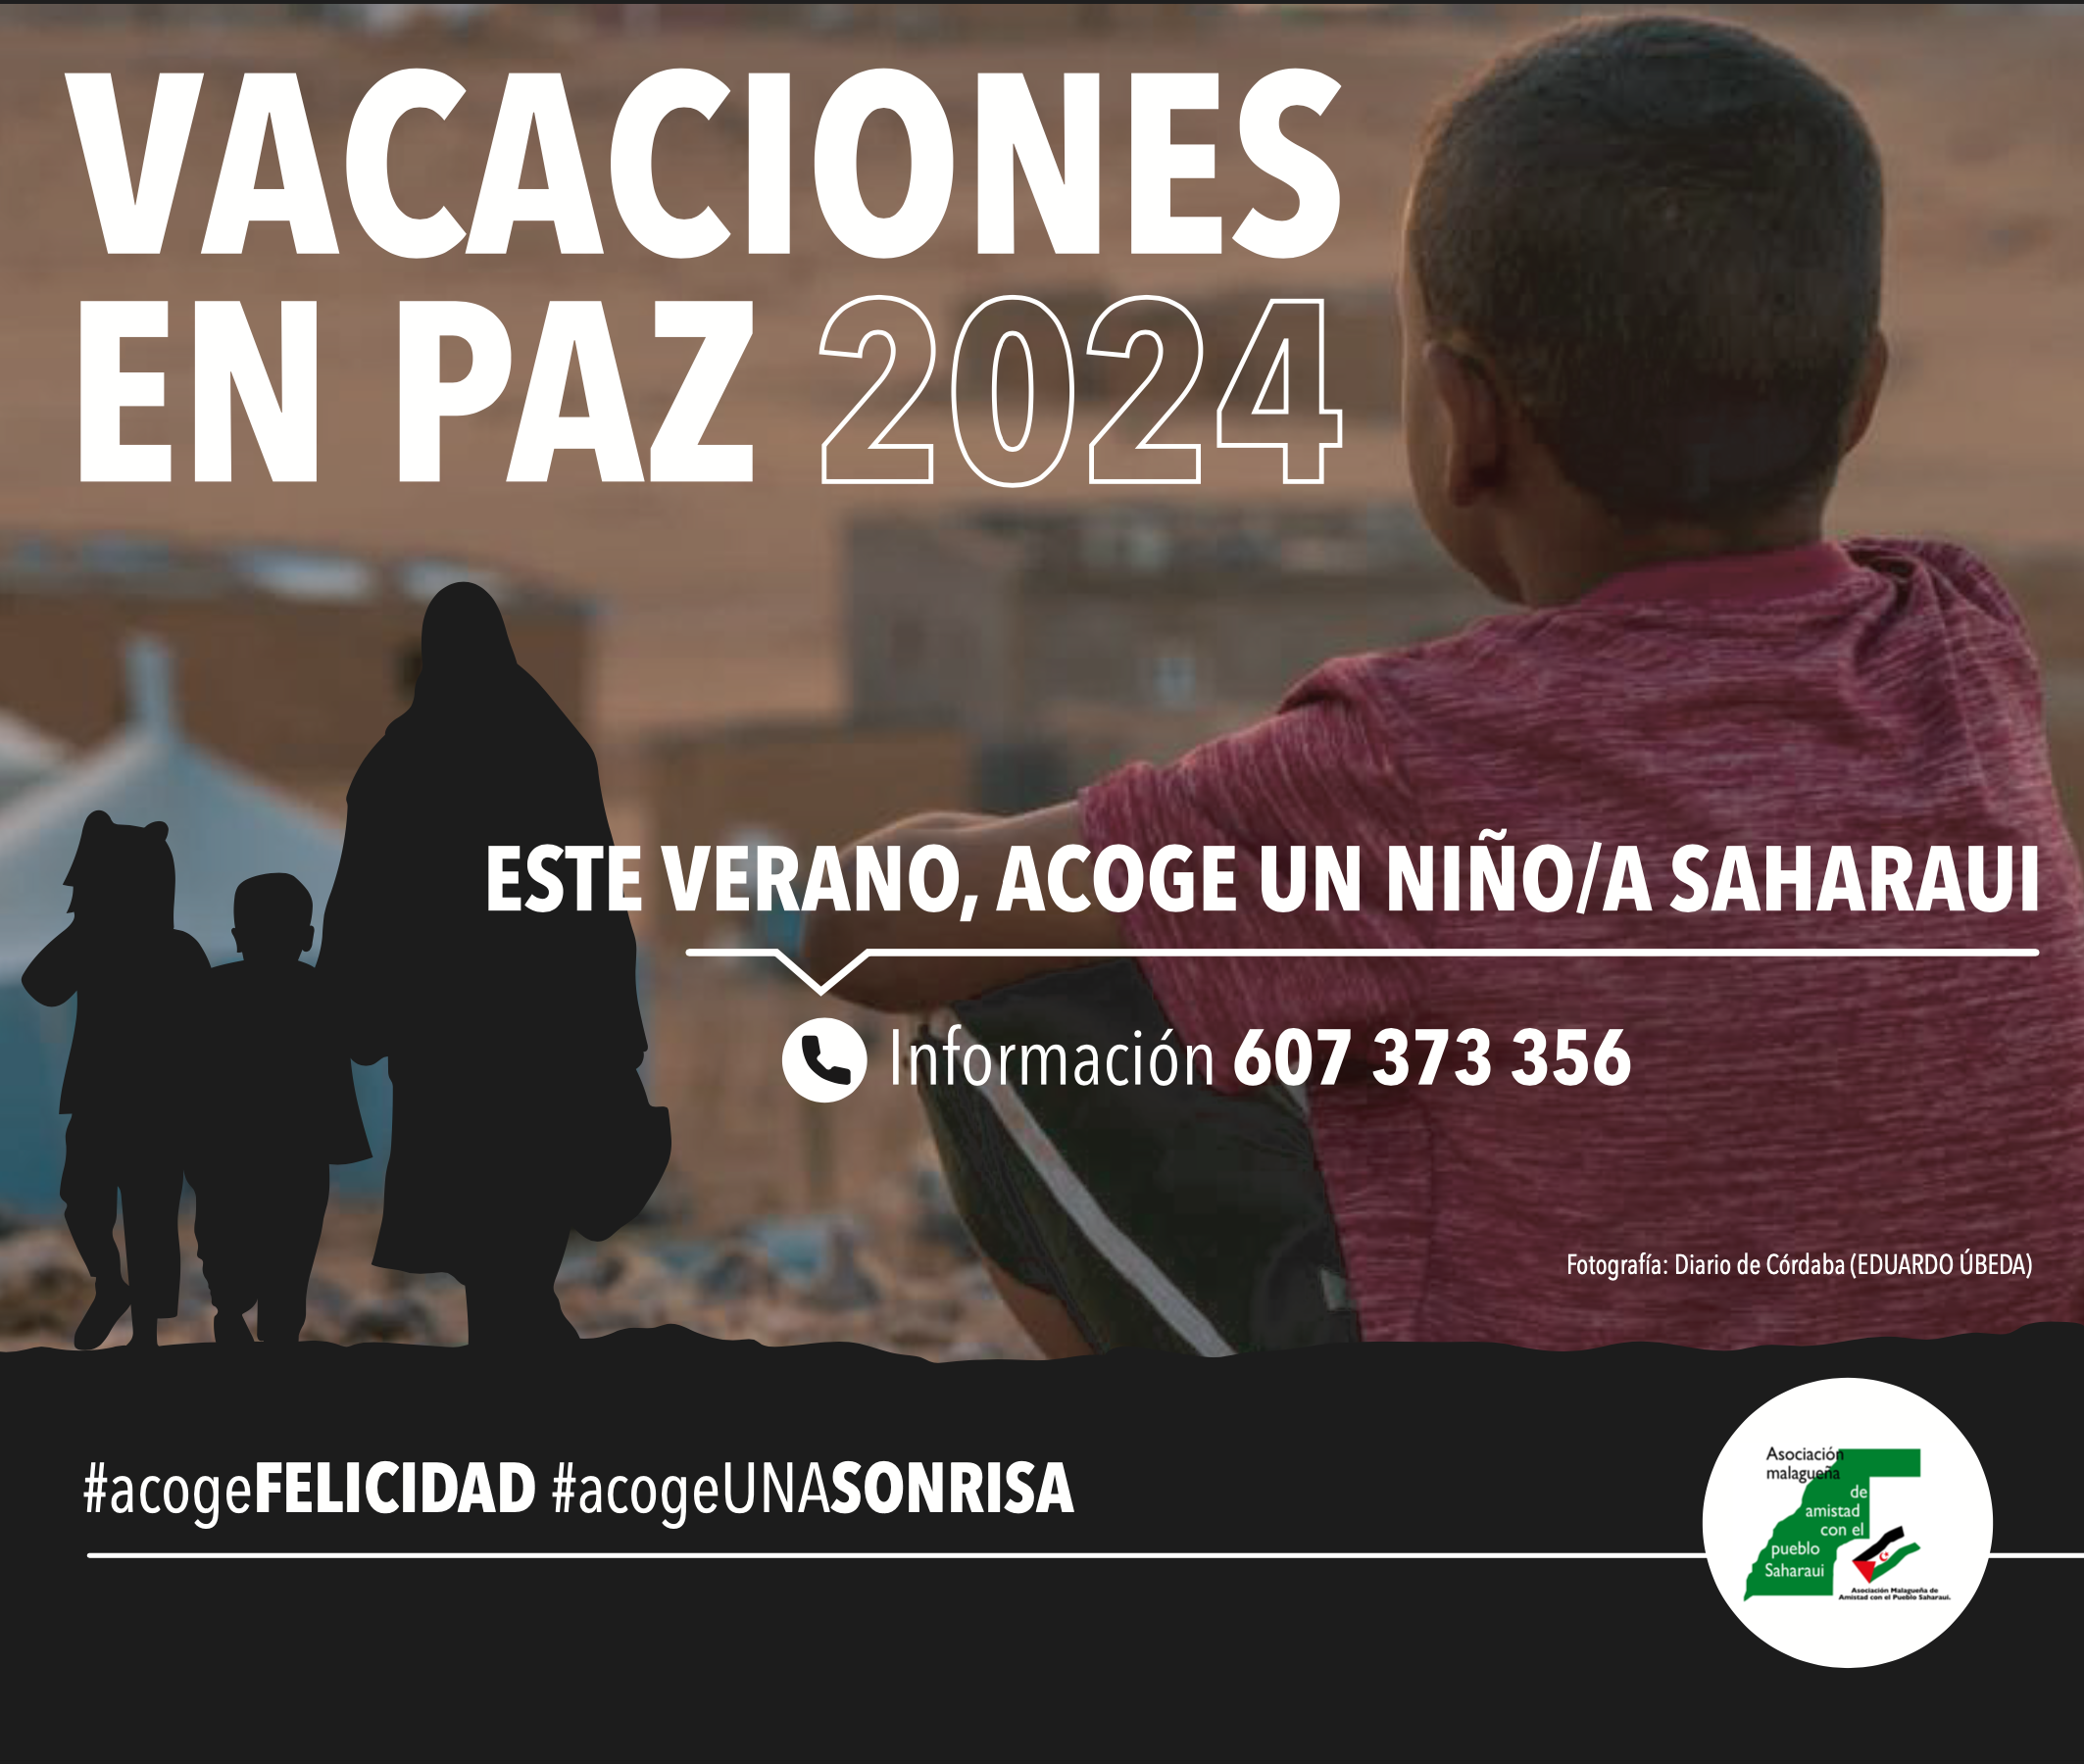 VACACIONES
EN PAZ 2024
ESTE VERANO, ACOGE UN NIÑO/A SAHARAUI
Información 607 373 356
Fotografía: Diario de Córdaba (EDUARDO ÚBEDA)
#acogeFELICIDAD #acogeUNASONRISA
Asociación
malagueña
de
amistad
con el
pueblo
Saharaui
Asociación Malagueña de
Amistad con el Pueblo Saharaui.